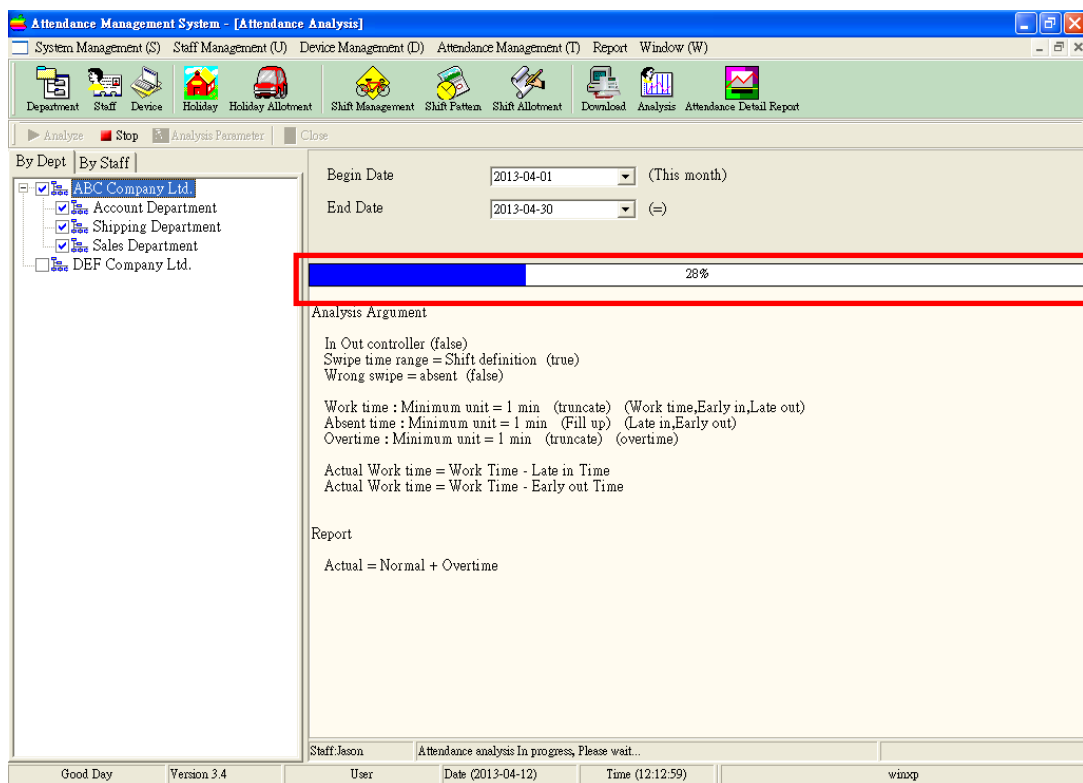 Attendance Management System - [Attendance Analysis]
System Management (S) Staff Management (U) Device Management (D) Attendance Management (T) Report Window (W)
Department Staff Device Holiday Holiday Allotment Shift Management Shift Pattern Shift Allotment Download Analysis Attendance Detail Report
Analyze Stop Analysis Parameter Close
By Dept By Staff
ABC Company Ltd.
Account Department
Shipping Department
Sales Department
DEF Company Ltd.
Begin Date 2013-04-01 (This month)
End Date 2013-04-30 (=)
28%
Analysis Argument
In Out controller (false)
Swipe time range = Shift definition (true)
Wrong swipe = absent (false)
Work time : Minimum unit = 1 min (truncate) (Work time,Early in,Late out)
Absent time : Minimum unit = 1 min (Fill up) (Late in,Early out)
Overtime : Minimum unit = 1 min (truncate) (overtime)
Actual Work time = Work Time - Late in Time
Actual Work time = Work Time - Early out Time
Report
Actual = Normal + Overtime
Staff:Jason Attendance analysis In progress, Please wait...
Good Day Version 3.4 User Date (2013-04-12) Time (12:12:59) winxp